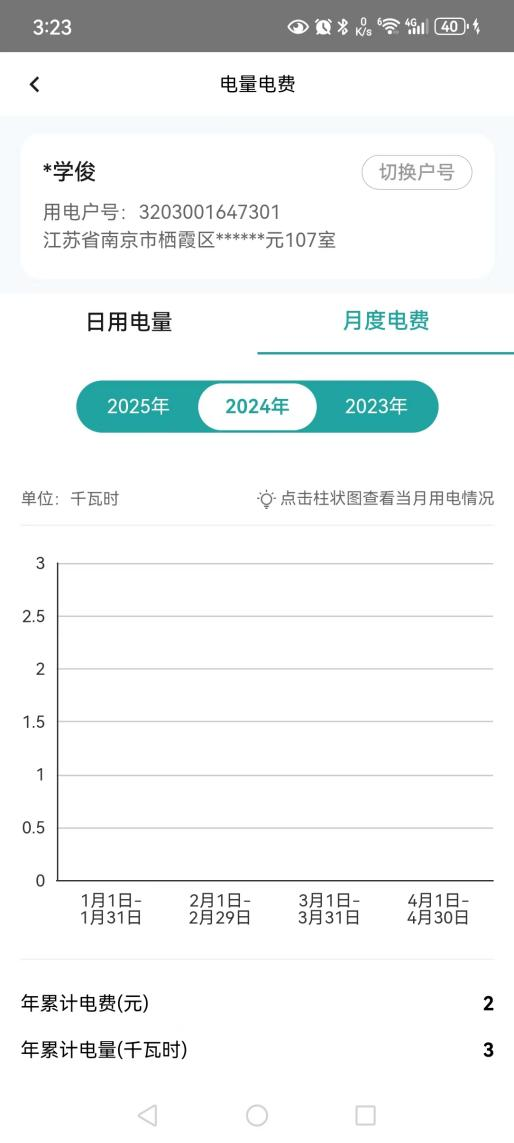 3:23
0
K/s
6
4G
40
电量电费
*学俊
切换户号
用电户号：3203001647301
江苏省南京市栖霞区******元107室
日用电量
月度电费
2025年
2024年
2023年
单位：千瓦时
点击柱状图查看当月用电情况
3
2.5
2
1.5
1
0.5
0
1月1日-
1月31日
2月1日-
2月29日
3月1日-
3月31日
4月1日-
4月30日
年累计电费(元)
2
年累计电量(千瓦时)
3